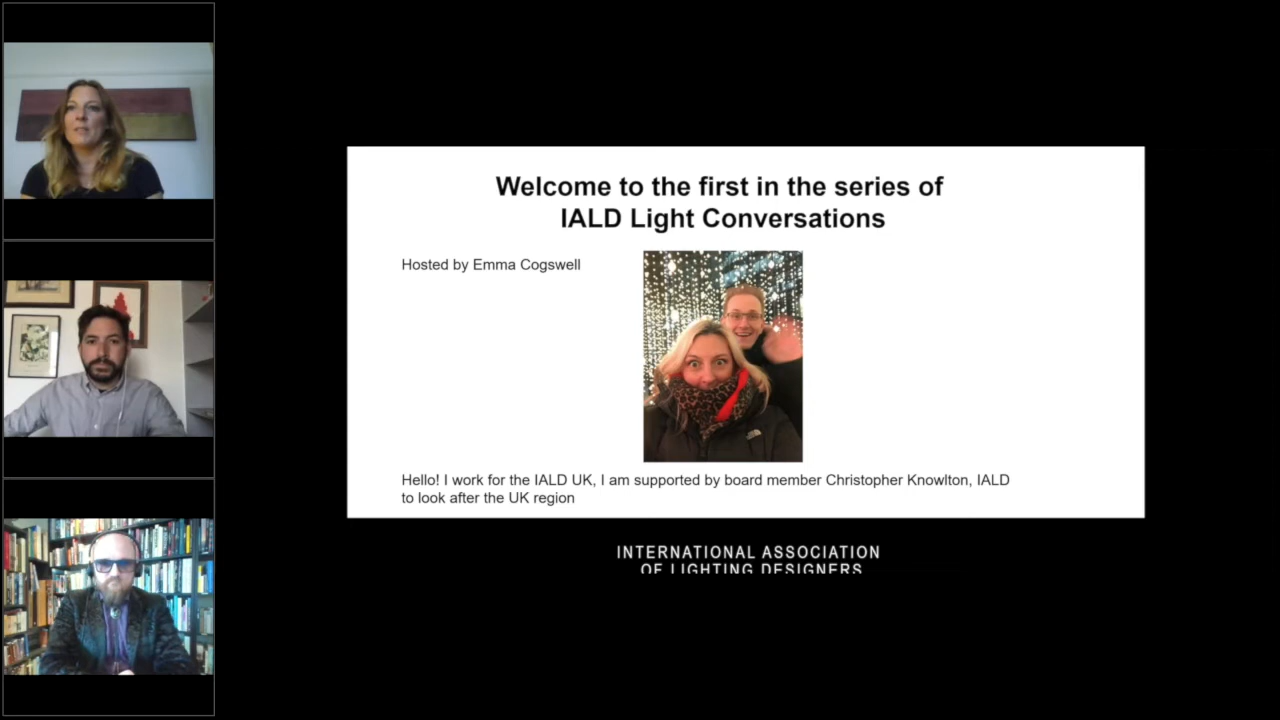 Welcome to the first in the series of
IALD Light Conversations
Hosted by Emma Cogswell
Hello! I work for the IALD UK, I am supported by board member Christopher Knowlton, IALD
to look after the UK region
INTERNATIONAL ASSOCIATION
OF LIGHTING DESIGNERS